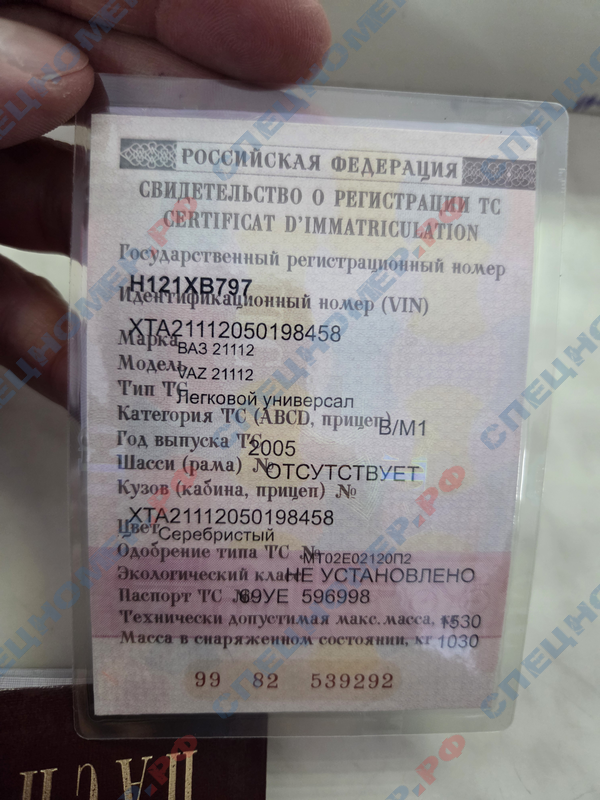 РОССИЙСКАЯ ФЕДЕРАЦИЯ
СВИДЕТЕЛЬСТВО О РЕГИСТРАЦИИ ТС
CERTIFICAT D'IMMATRICULATION
Государственный регистрационный номер
Н121ХВ797
Идентификационный номер (VIN)
XTA21112050198458
Марка ВАЗ 21112
Модель VAZ 21112
Тип ТС Легковой универсал
Категория ТС (ABCD, прицеп) B/M1
Год выпуска ТС 2005
Шасси (рама) № ОТСУТСТВУЕТ
Кузов (кабина, прицеп) №
XTA21112050198458
Цвет Серебристый
Одобрение типа ТС № МТ02Е02120П2
Экологический класс НЕ УСТАНОВЛЕНО
Паспорт ТС № 69УЕ 596998
Технически допустимая макс. масса, кг 1530
Масса в снаряженном состоянии, кг 1030
99 82 539292
ПАСП
СПЕЦНОМЕР.РФ